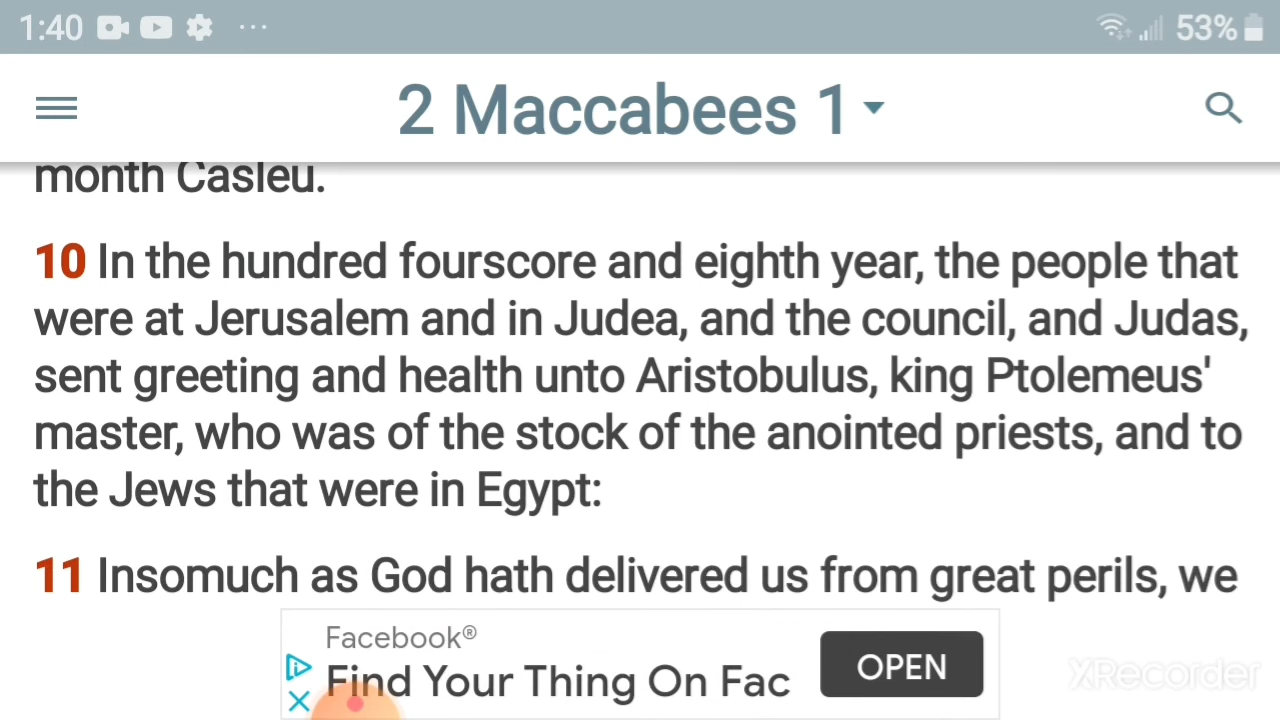 1:40 ... 53%
2 Maccabees 1
month Casleu.
10 In the hundred fourscore and eighth year, the people that
were at Jerusalem and in Judea, and the council, and Judas,
sent greeting and health unto Aristobulus, king Ptolemeus'
master, who was of the stock of the anointed priests, and to
the Jews that were in Egypt:
11 Insomuch as God hath delivered us from great perils, we
Facebook®
Find Your Thing On Fac
OPEN
XRecorder